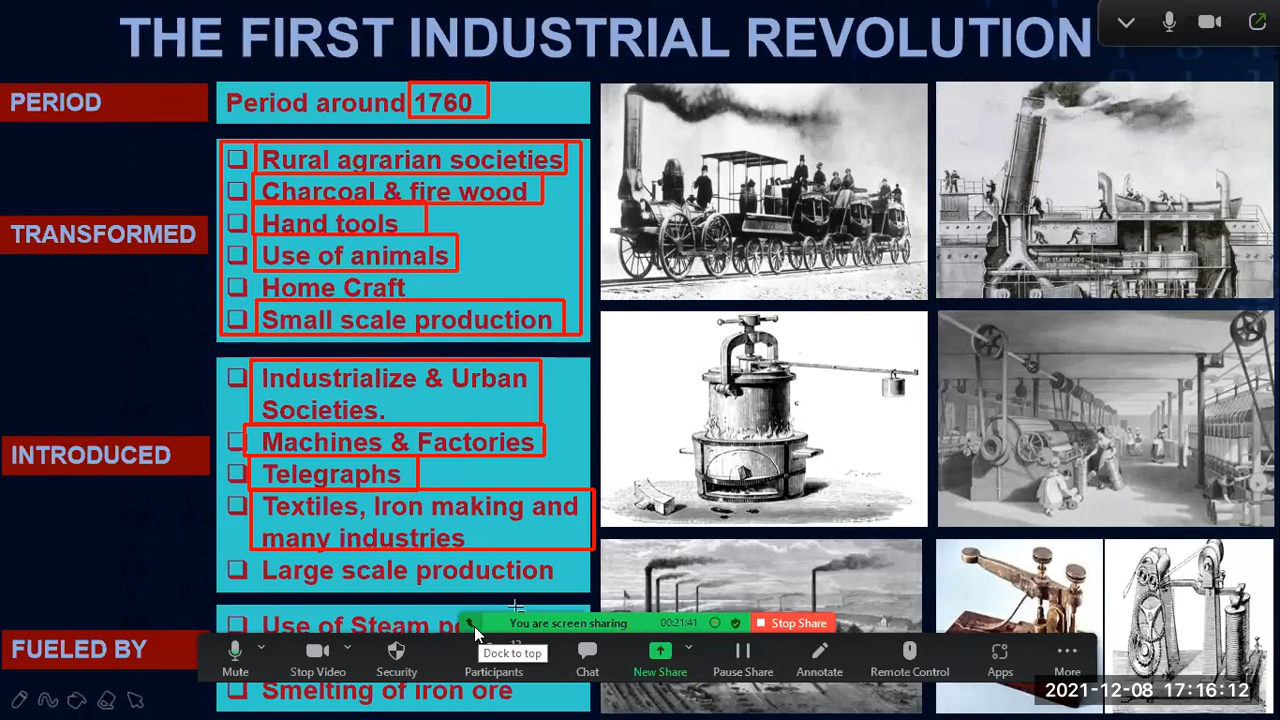 THE FIRST INDUSTRIAL REVOLUTION
PERIOD
Period around 1760
TRANSFORMED
Rural agrarian societies
Charcoal & fire wood
Hand tools
Use of animals
Home Craft
Small scale production
INTRODUCED
Industrialize & Urban
Societies.
Machines & Factories
Telegraphs
Textiles, Iron making and
many industries
Large scale production
FUELED BY
Use of Steam
Smelting of iron ore
Main steam pipe
You are screen sharing
00:21:41
Stop Share
Dock to top
Mute
Stop Video
Security
Participants
Chat
New Share
Pause Share
Annotate
Remote Control
Apps
More
2021-12-08 17:16:12